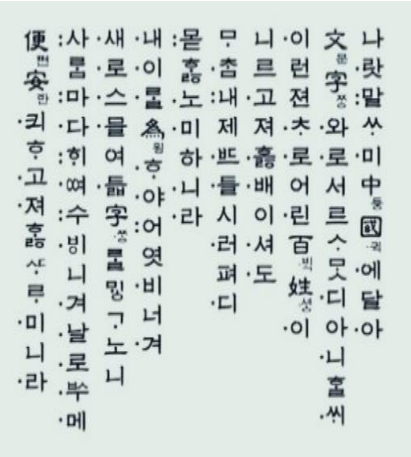 나랏말ᄊᆞ미中듕國귁에달아
文문字ᄍᆞᆼ와로서르ᄉᆞᄆᆞᆺ디아니ᄒᆞᆯᄊᆡ
이런젼ᄎᆞ로어린百ᄇᆡᆨ姓셩이
니르고져ᄒᆞᇙ배이셔도
ᄆᆞᄎᆞᆷ내제ᄠᅳ들시러펴디
몯ᄒᆞᇙ노미하니라
내이ᄅᆞᆯ為윙ᄒᆞ야어엿비너겨
새로스믈여듧字ᄍᆞᆼᄅᆞᆯᄆᆡᇰᄀᆞ노니
사ᄅᆞᆷ마다ᄒᆡᅇᅧ수ᄫᅵ니겨날로ᄡᅮ메
便뼌安한킈ᄒᆞ고져ᄒᆞᇙᄯᆞᄅᆞ미니라